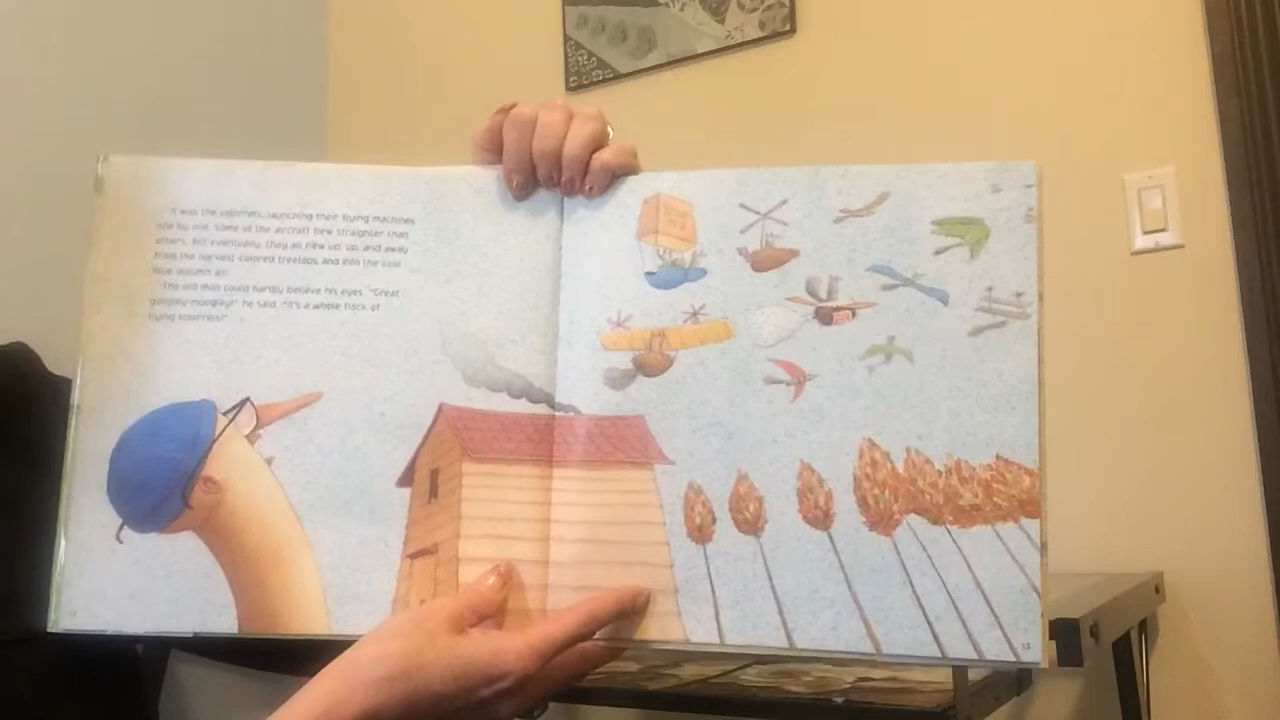 It was the squirrels, launching their flying machines
one by one. Some of the aircraft flew straighter than
others. But eventually, they all flew up, up, and away
from the harvest-colored treetops and into the cool
blue autumn air.
The old man could hardly believe his eyes. "Great
googley moogley!" he said. "It's a whole flock of
flying squirrels!"